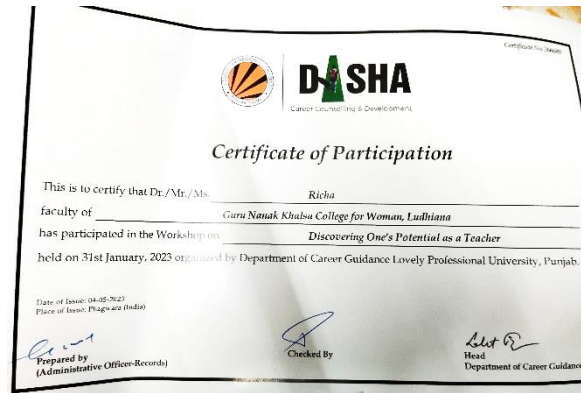 Certificate No.
DISHA
Career Counselling & Development
Certificate of Participation
This is to certify that Dr./Mr./Ms. Richa
faculty of Guru Nanak Khalsa College for Woman, Ludhiana
has participated in the Workshop on Discovering One's Potential as a Teacher
held on 31st January, 2023 organized by Department of Career Guidance Lovely Professional University, Punjab.
Date of Issue: 04-05-2023
Place of Issue: Phagwara (India)
Prepared by
(Administrative Officer-Records)
Checked By
Head
Department of Career Guidance